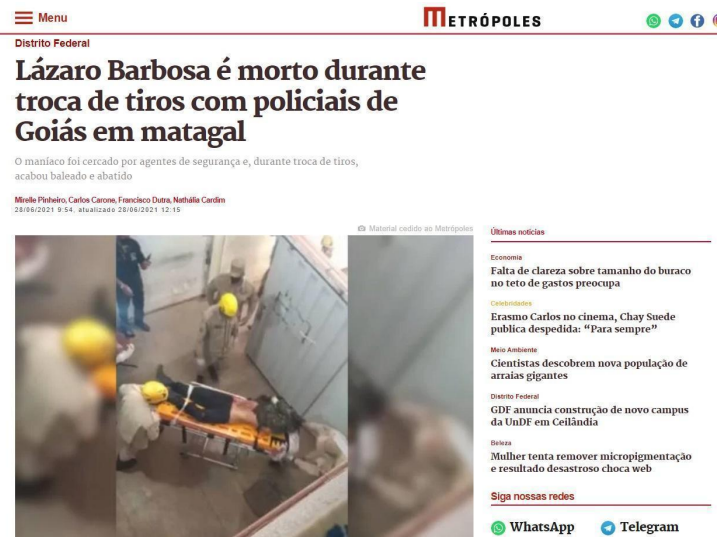 Menu
METRÓPOLES
Distrito Federal
Lázaro Barbosa é morto durante
troca de tiros com policiais de
Goiás em matagal
O maníaco foi cercado por agentes de segurança e, durante troca de tiros,
acabou baleado e abatido
Mirelle Pinheiro, Carlos Carone, Francisco Dutra, Nathália Cardim
28/06/2021 9:54, atualizado 28/06/2021 12:15
Material cedido ao Metrópoles
Últimas notícias
Economia
Falta de clareza sobre tamanho do buraco
no teto de gastos preocupa
Celebridades
Erasmo Carlos no cinema, Chay Suede
publica despedida: “Para sempre”
Meio Ambiente
Cientistas descobrem nova população de
arraias gigantes
Distrito Federal
GDF anuncia construção de novo campus
da UnDF em Ceilândia
Beleza
Mulher tenta remover micropigmentação
e resultado desastroso choca web
Siga nossas redes
WhatsApp
Telegram